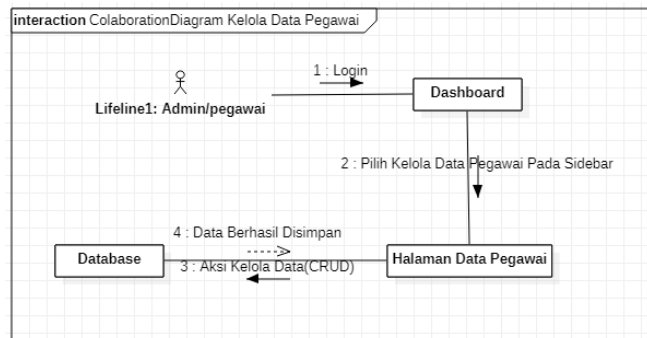 interaction ColaborationDiagram Kelola Data Pegawai
1 : Login
Lifeline1: Admin/pegawai
Dashboard
2 : Pilih Kelola Data Pegawai Pada Sidebar
4 : Data Berhasil Disimpan
Database
3 : Aksi Kelola Data(CRUD)
Halaman Data Pegawai